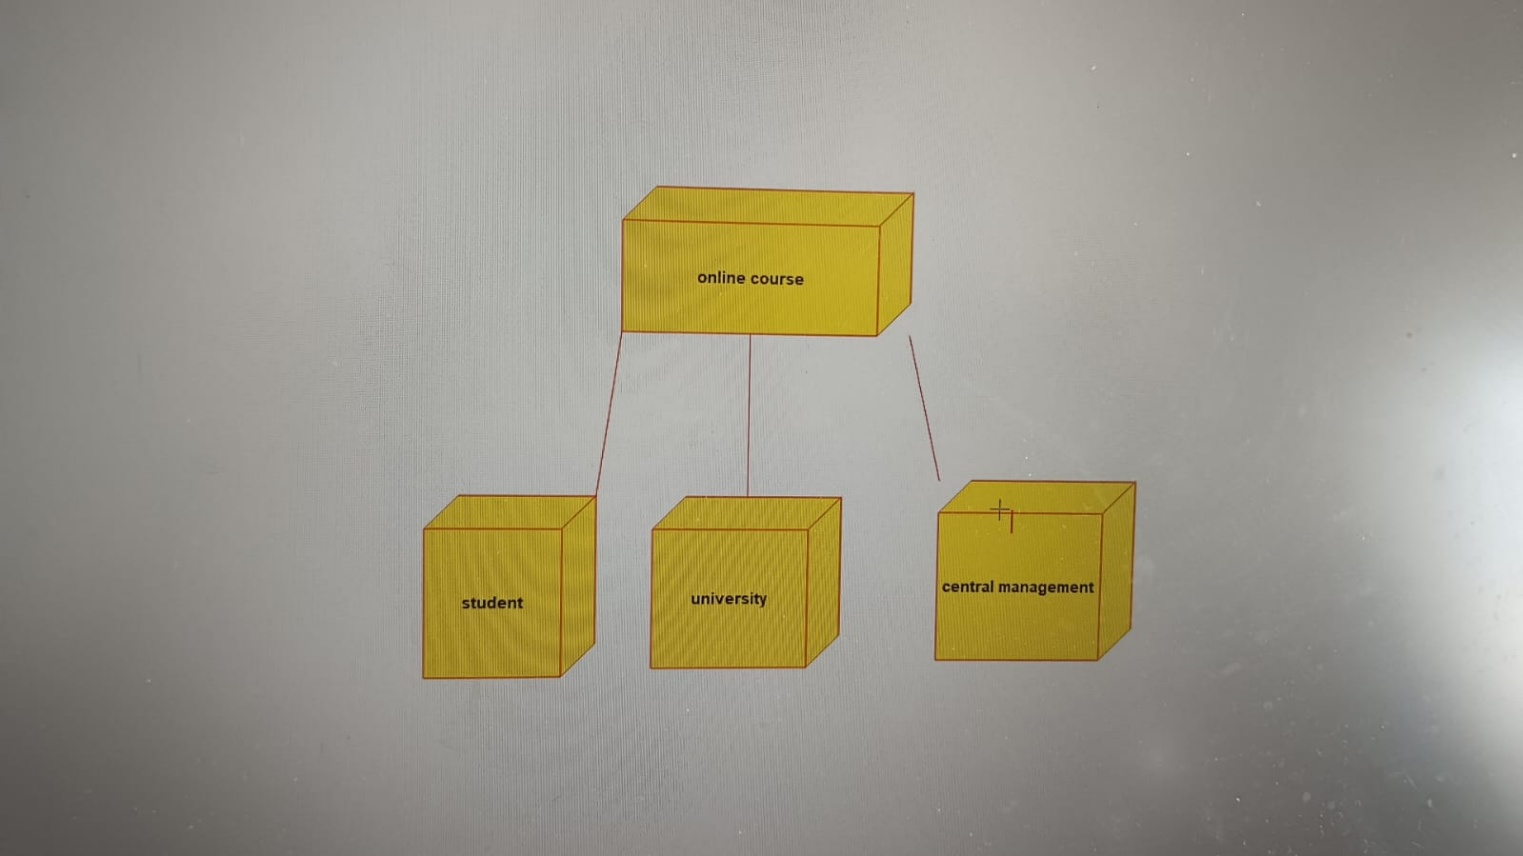 online course
student
university
central management